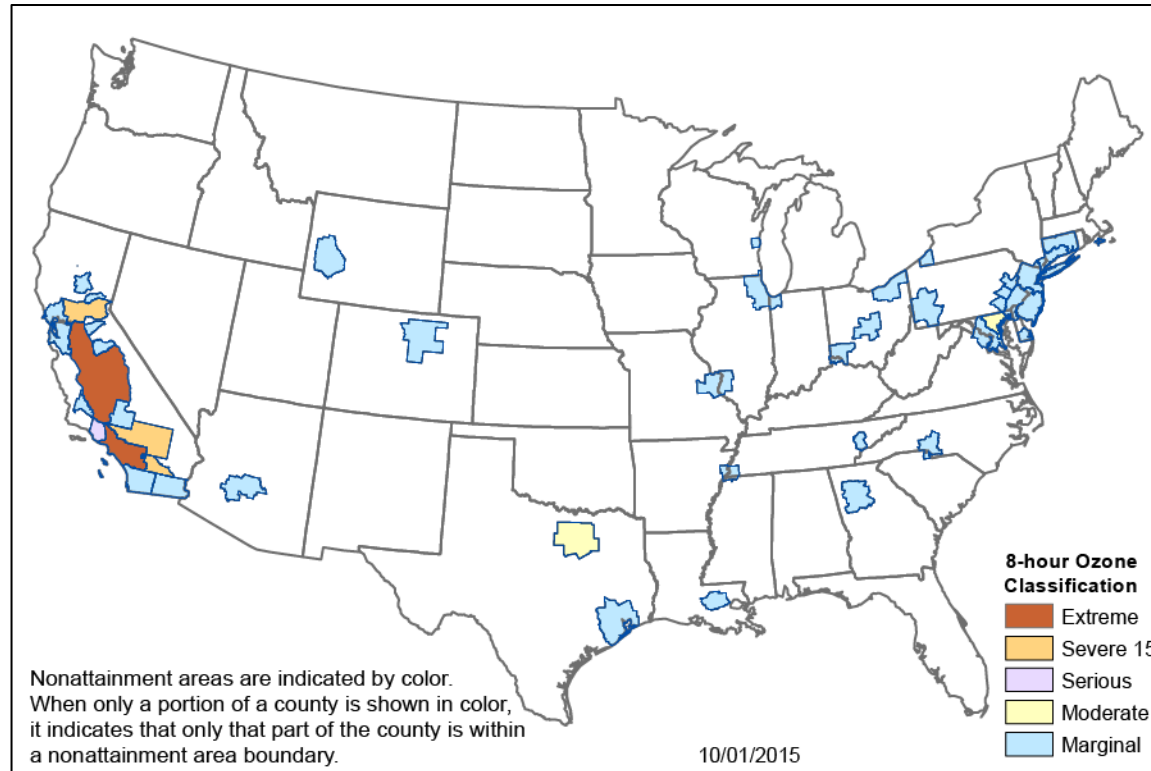 8-hour Ozone
Classification
Extreme
Severe 15
Serious
Moderate
Marginal
Nonattainment areas are indicated by color.
When only a portion of a county is shown in color,
it indicates that only that part of the county is within
a nonattainment area boundary.
10/01/2015